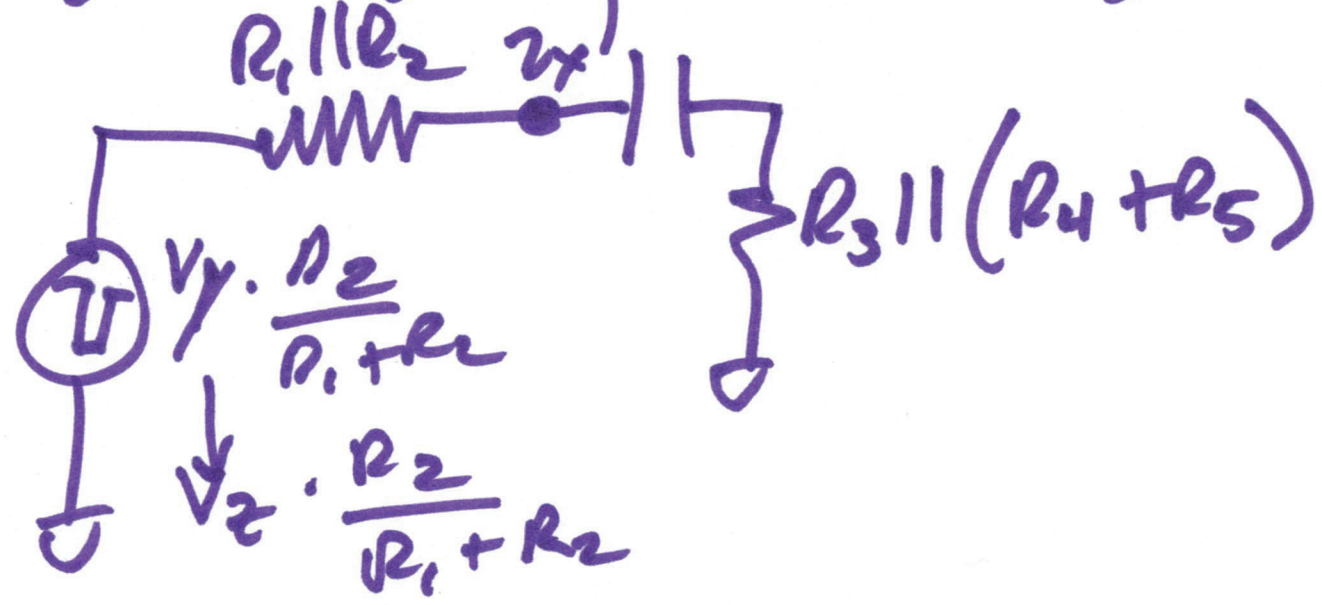 R₁||R₂
vx
R₃||(R₄+R₅)
Vy · R₂/(R₁+R₂)
↓
Vz · R₂/(R₁+R₂)